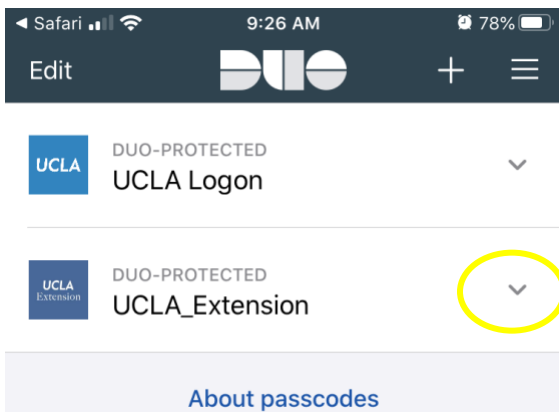 ◀ Safari 9:26 AM 78%
Edit DUO +
DUO-PROTECTED
UCLA UCLA Logon
DUO-PROTECTED
UCLA
Extension
UCLA_Extension
About passcodes